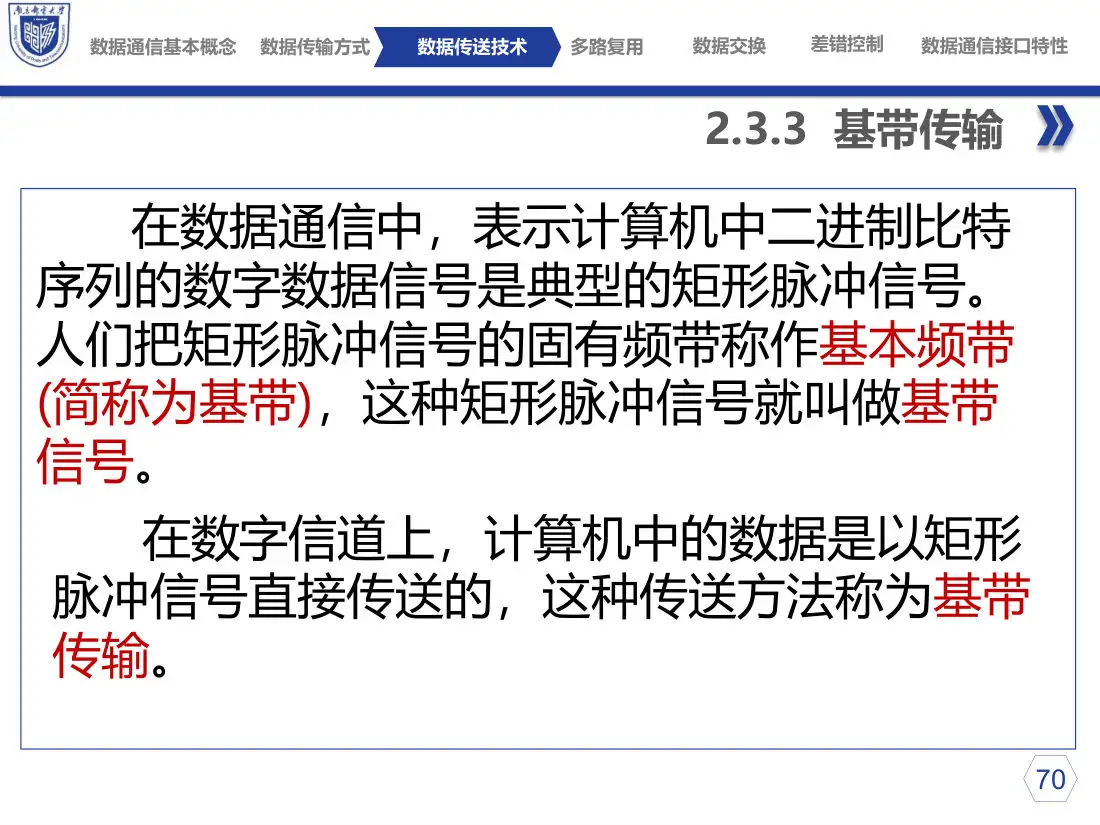 南京邮电大学
数据通信基本概念 数据传输方式 数据传送技术 多路复用 数据交换 差错控制 数据通信接口特性
2.3.3 基带传输
在数据通信中，表示计算机中二进制比特
序列的数字数据信号是典型的矩形脉冲信号。
人们把矩形脉冲信号的固有频带称作基本频带
(简称为基带)，这种矩形脉冲信号就叫做基带
信号。
在数字信道上，计算机中的数据是以矩形
脉冲信号直接传送的，这种传送方法称为基带
传输。
70